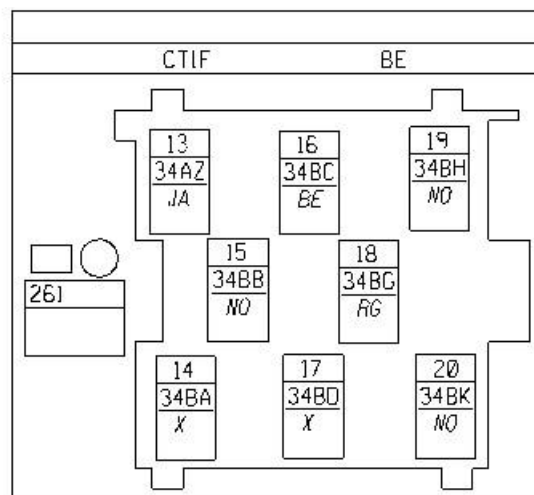 CTIF BE
13 16 19
34AZ 34BC 34BH
JA BE NO
15 18
34BB 34BG
NO RG
261
14 17 20
34BA 34BD 34BK
X X NO